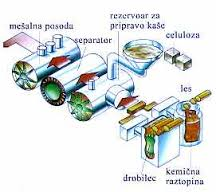 rezervoar za
pripravo kaše
mešalna posoda
separator
celuloza
les
drobilec
kemična
raztopina